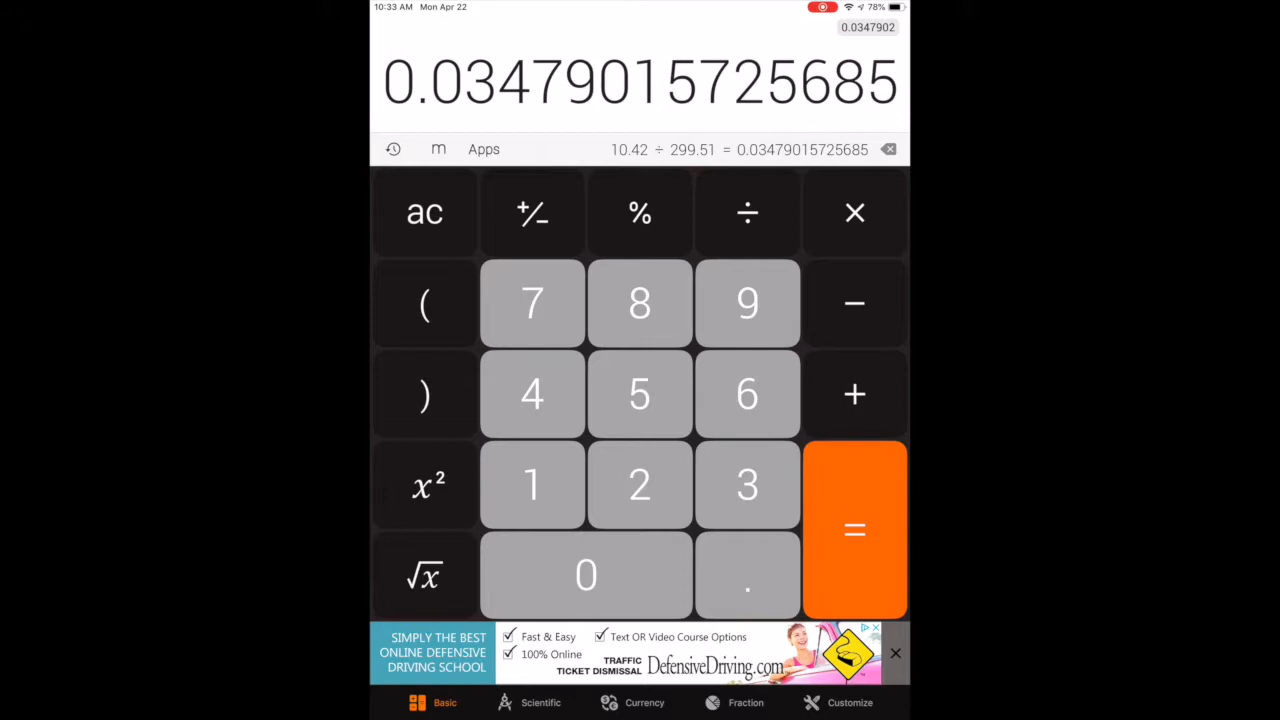 10:33 AM Mon Apr 22
78%
0.0347902
0.03479015725685
m Apps 10.42 ÷ 299.51 = 0.03479015725685
ac +/− % ÷ ×
( 7 8 9 −
) 4 5 6 +
x² 1 2 3
=
√x 0 .
SIMPLY THE BEST
ONLINE DEFENSIVE
DRIVING SCHOOL
Fast & Easy Text OR Video Course Options
100% Online
TRAFFIC
TICKET DISMISSAL
DefensiveDriving.com
Basic Scientific Currency Fraction Customize